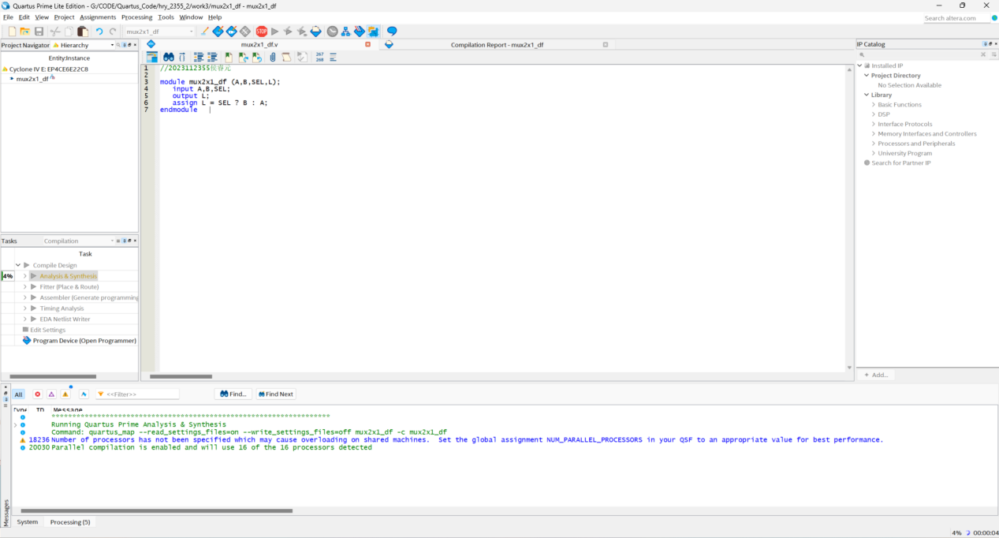 Quartus Prime Lite Edition - G:/CODE/Quartus_Code/hry_2355_2/work3/mux2x1_df - mux2x1_df
File Edit View Project Assignments Processing Tools Window Help
Search altera.com
mux2x1_df
STOP
Project Navigator Hierarchy
mux2x1_df.v
Compilation Report - mux2x1_df
IP Catalog
Entity:Instance
Cyclone IV E: EP4CE6E22C8
mux2x1_df
267
268
1 //2023112355侯睿元
2
3 module mux2x1_df (A,B,SEL,L);
4 input A,B,SEL;
5 output L;
6 assign L = SEL ? B : A;
7 endmodule
Installed IP
Project Directory
No Selection Available
Library
Basic Functions
DSP
Interface Protocols
Memory Interfaces and Controllers
Processors and Peripherals
University Program
Search for Partner IP
+ Add...
Tasks Compilation
Task
Compile Design
4% Analysis & Synthesis
Fitter (Place & Route)
Assembler (Generate programming
Timing Analysis
EDA Netlist Writer
Edit Settings
Program Device (Open Programmer)
All <<Filter>> Find... Find Next
Type ID Message
*******************************************************************
Running Quartus Prime Analysis & Synthesis
Command: quartus_map --read_settings_files=on --write_settings_files=off mux2x1_df -c mux2x1_df
18236 Number of processors has not been specified which may cause overloading on shared machines.  Set the global assignment NUM_PARALLEL_PROCESSORS in your QSF to an appropriate value for best performance.
20030 Parallel compilation is enabled and will use 16 of the 16 processors detected
Messages
System Processing (5)
4% 00:00:04